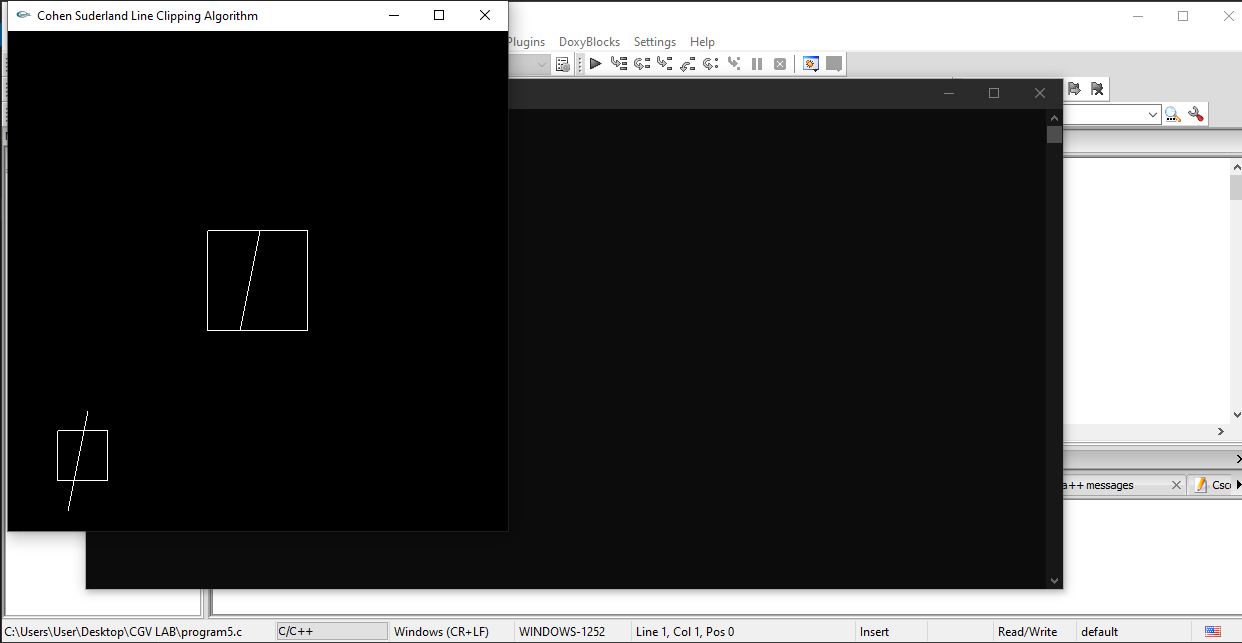 Cohen Suderland Line Clipping Algorithm
Plugins DoxyBlocks Settings Help
a++ messages
Csc
C:\Users\User\Desktop\CGV LAB\program5.c C/C++ Windows (CR+LF) WINDOWS-1252 Line 1, Col 1, Pos 0 Insert Read/Write default